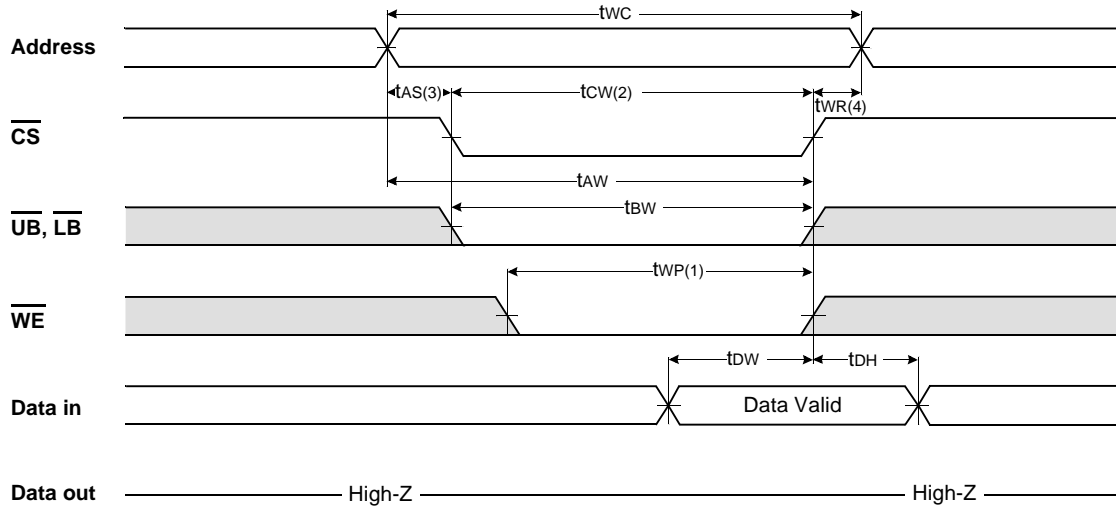 tWC
Address
tAS(3) tCW(2) tWR(4)
CS
tAW
UB, LB
tBW
WE
tWP(1)
tDW tDH
Data in Data Valid
Data out High-Z High-Z